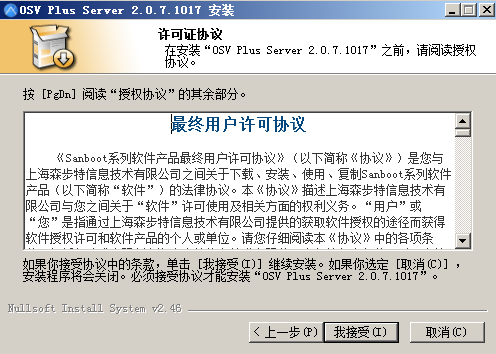 OSV Plus Server 2.0.7.1017 安装
许可证协议
在安装“OSV Plus Server 2.0.7.1017”之前，请阅读授权
协议。
按 [PgDn] 阅读“授权协议”的其余部分。
最终用户许可协议
《Sanboot系列软件产品最终用户许可协议》（以下简称《协议》）是您与
上海森步特信息技术有限公司之间关于下载、安装、使用、复制Sanboot系列软件
产品（以下简称“软件”）的法律协议。本《协议》描述上海森步特信息技术有
限公司与您之间关于“软件”许可使用及相关方面的权利义务。“用户”或
“您”是指通过上海森步特信息技术有限公司提供的获取软件授权的途径而获得
软件授权许可和软件产品的个人或单位。请您仔细阅读本《协议》中的各项条
如果你接受协议中的条款，单击 [我接受(I)] 继续安装。如果你选定 [取消(C)] ，
安装程序将会关闭。必须接受协议才能安装“OSV Plus Server 2.0.7.1017”。
Nullsoft Install System v2.46
< 上一步(P)
我接受(I)
取消(C)